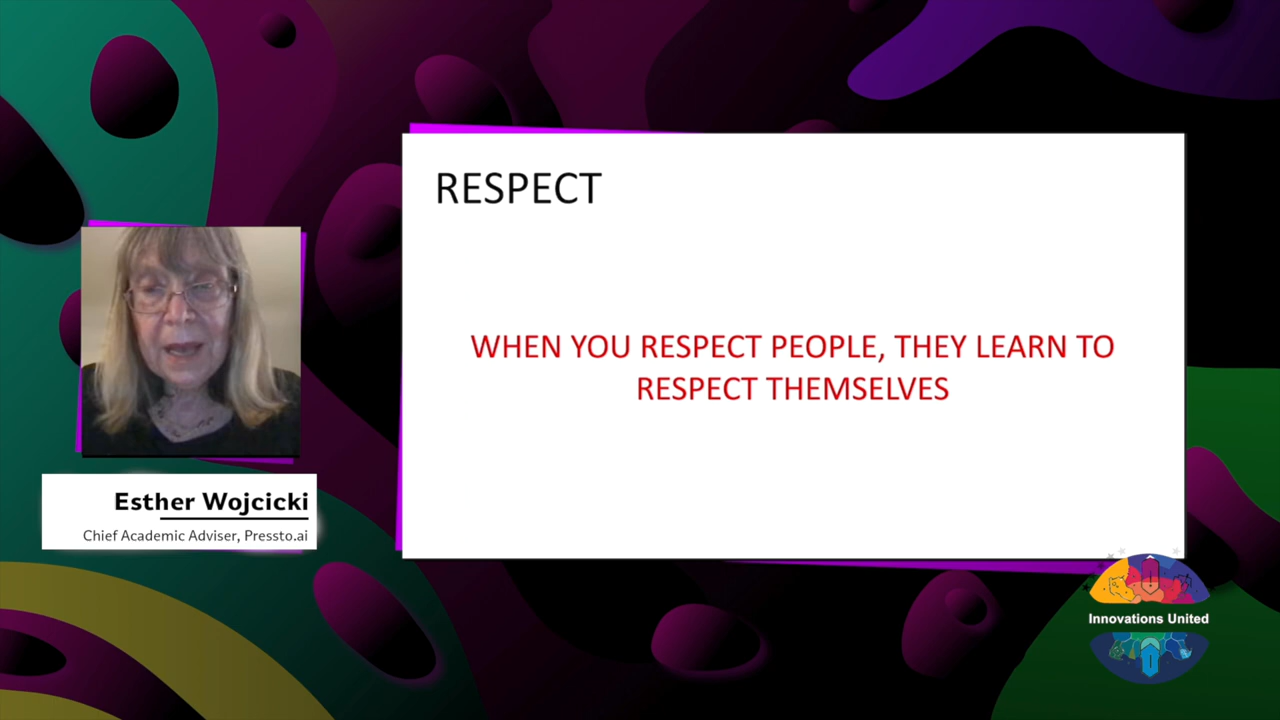 RESPECT
WHEN YOU RESPECT PEOPLE, THEY LEARN TO
RESPECT THEMSELVES
Esther Wojcicki
Chief Academic Adviser, Pressto.ai
Innovations United